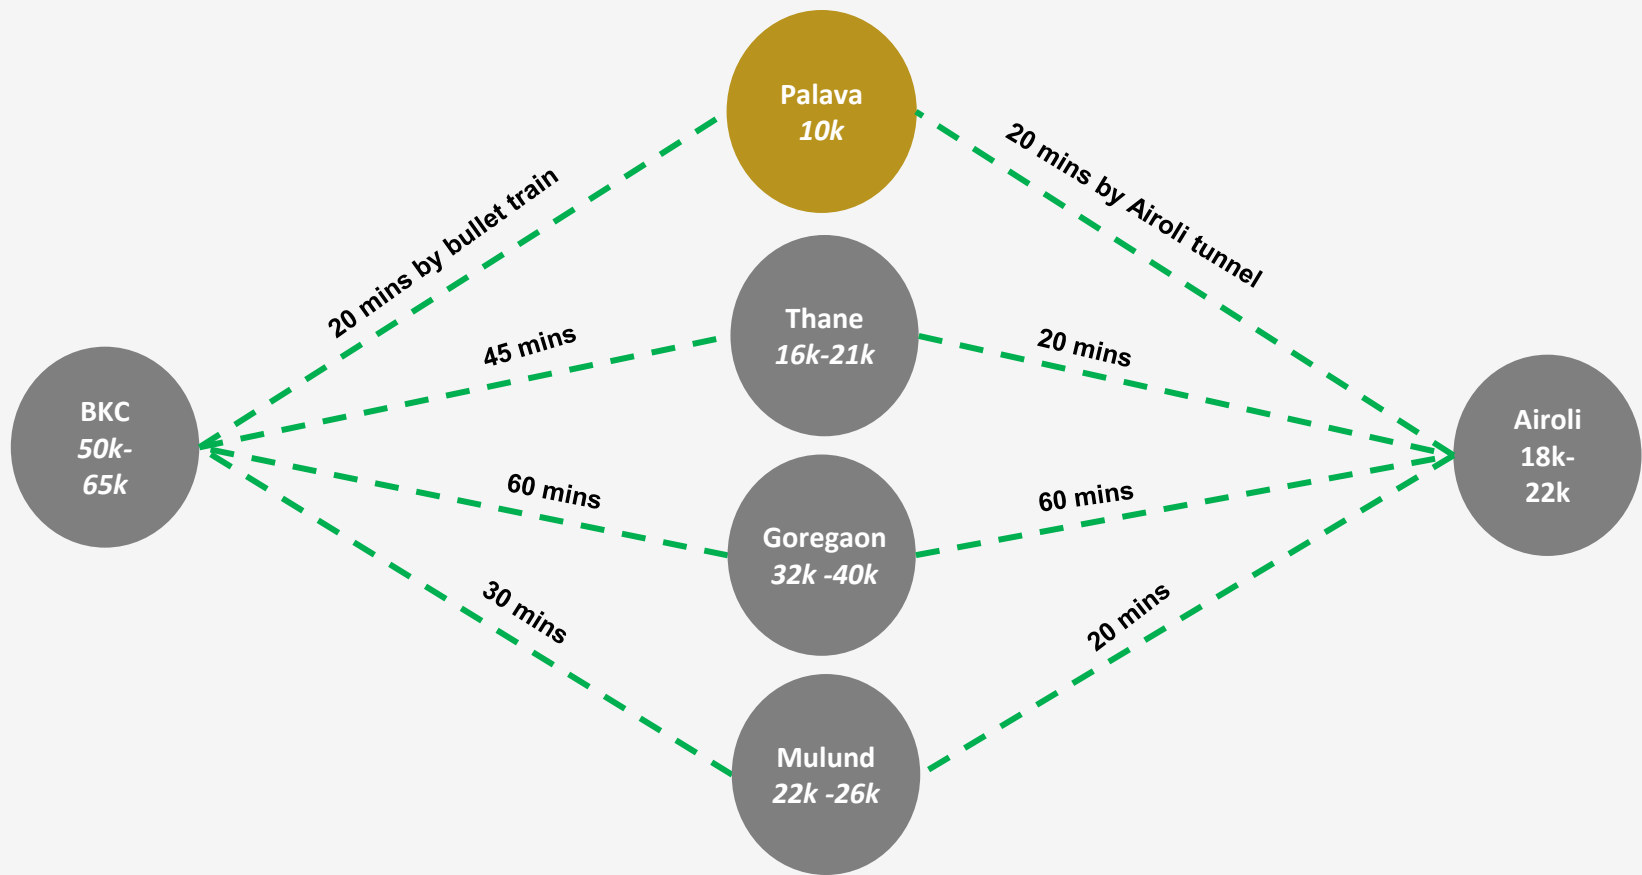 Palava
10k
20 mins by bullet train
20 mins by Airoli tunnel
Thane
16k-21k
45 mins
20 mins
BKC
50k-
65k
Airoli
18k-
22k
60 mins
60 mins
Goregaon
32k -40k
30 mins
20 mins
Mulund
22k -26k